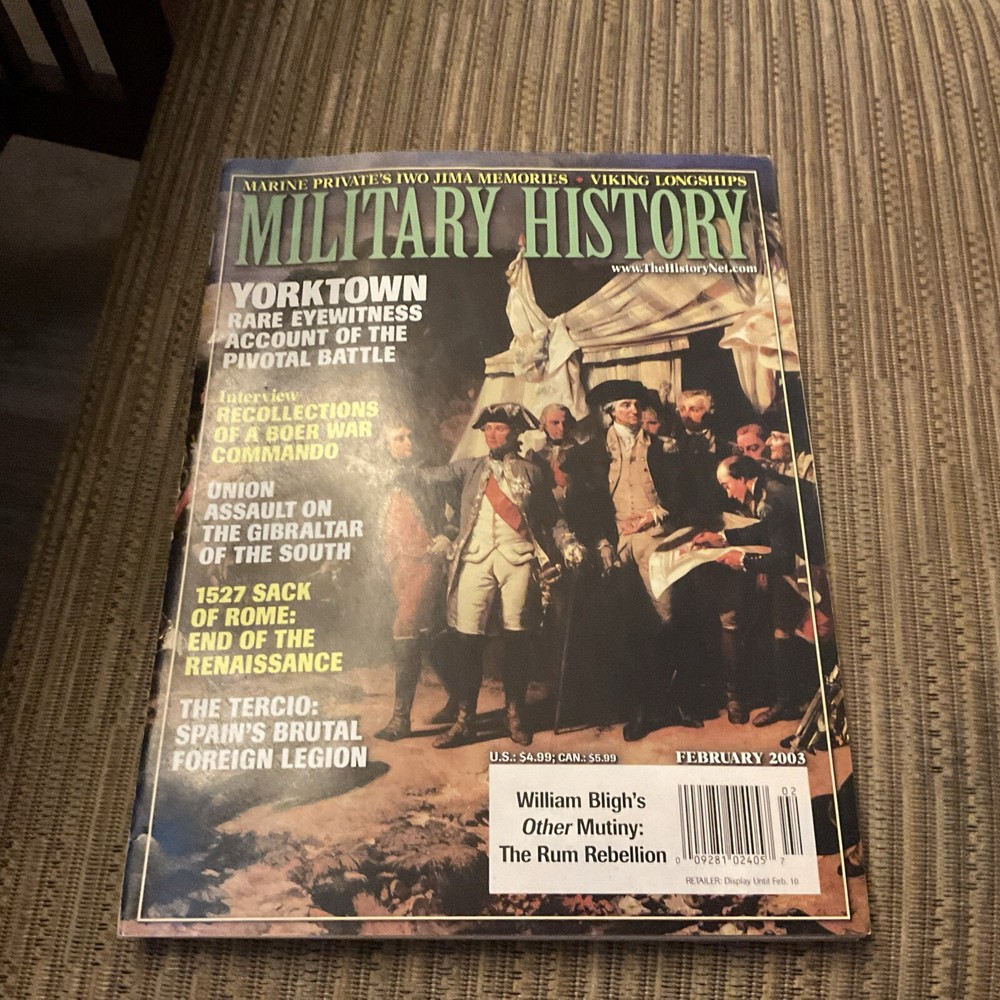 MARINE PRIVATE'S IWO JIMA MEMORIES • VIKING LONGSHIPS
MILITARY HISTORY
www.TheHistoryNet.com
YORKTOWN
RARE EYEWITNESS
ACCOUNT OF THE
PIVOTAL BATTLE
Interview
RECOLLECTIONS
OF A BOER WAR
COMMANDO
UNION
ASSAULT ON
THE GIBRALTAR
OF THE SOUTH
1527 SACK
OF ROME:
END OF THE
RENAISSANCE
THE TERCIO:
SPAIN'S BRUTAL
FOREIGN LEGION
U.S.: $4.99; CAN.: $5.99
FEBRUARY 2003
William Bligh's
Other Mutiny:
The Rum Rebellion
02
0 09281 02405 7
RETAILER: Display Until Feb. 10